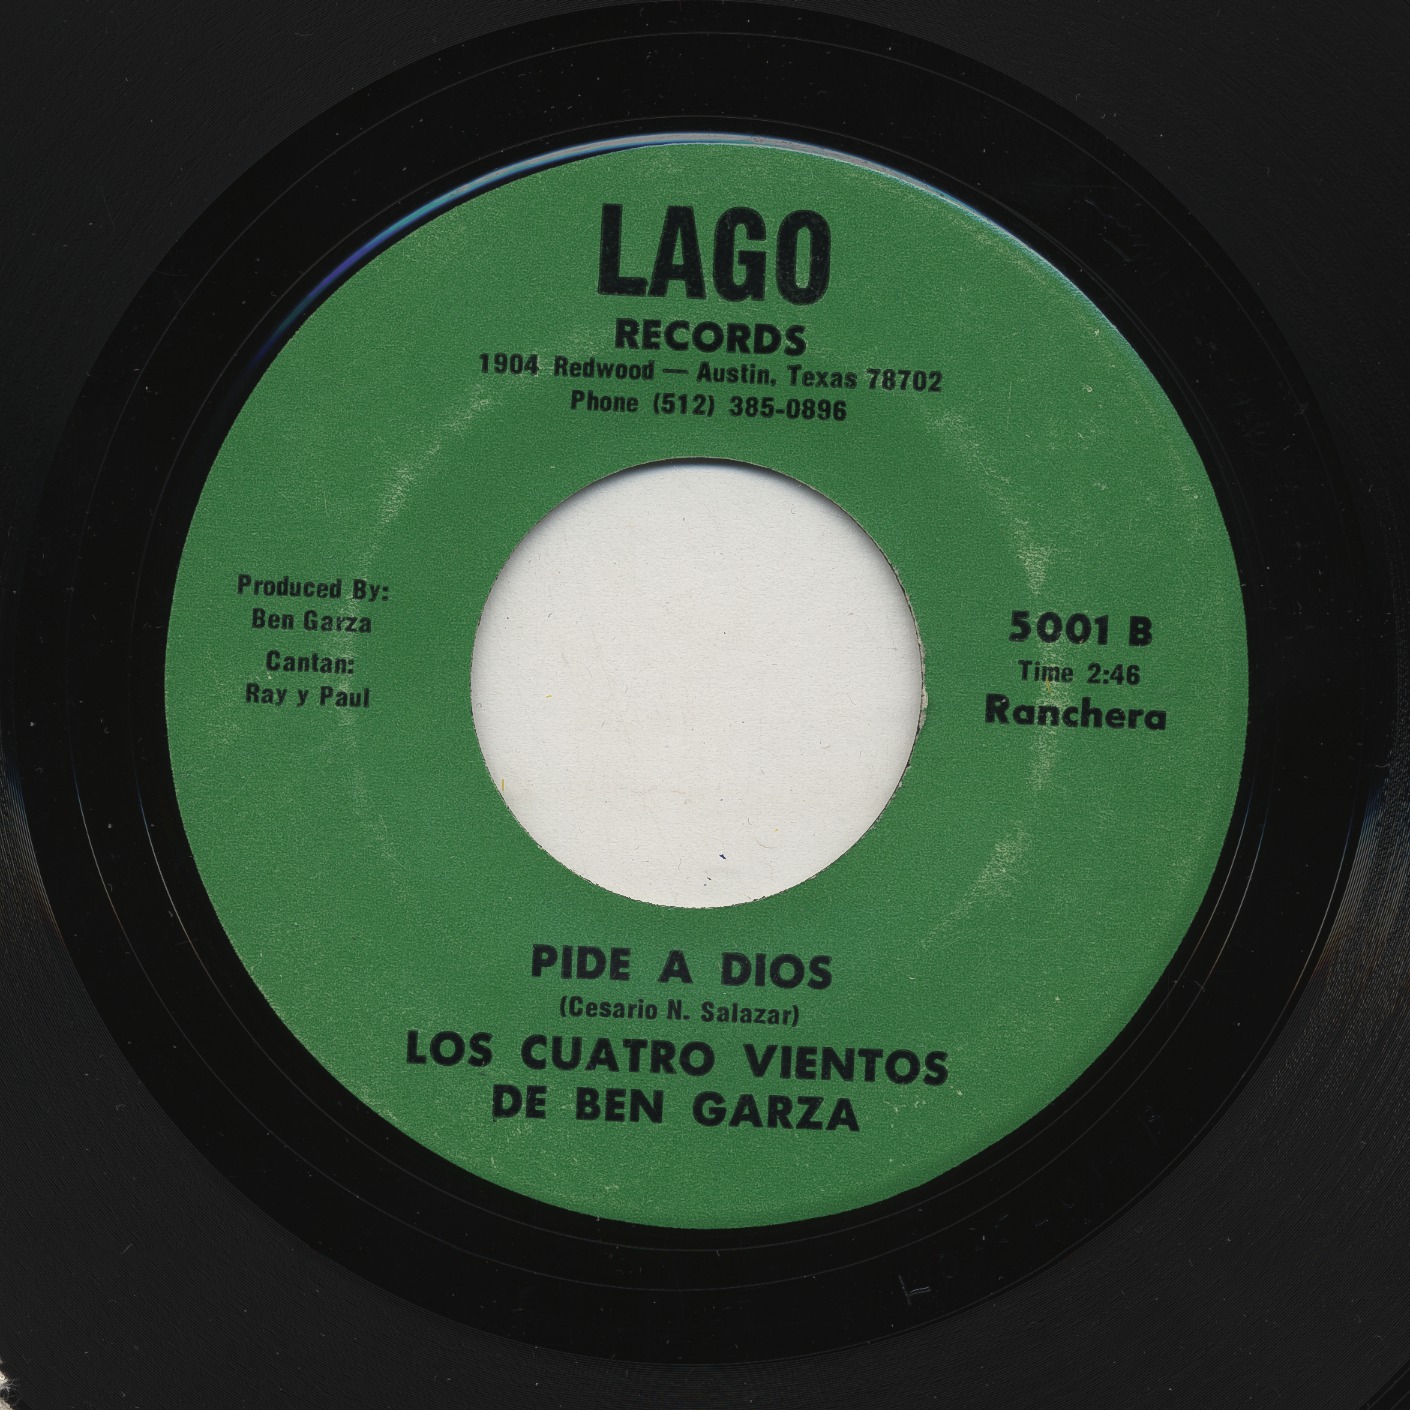 LAGO
RECORDS
1904 Redwood — Austin, Texas 78702
Phone (512) 385-0896
Produced By:
Ben Garza
Cantan:
Ray y Paul
5001 B
Time 2:46
Ranchera
PIDE A DIOS
(Cesario N. Salazar)
LOS CUATRO VIENTOS
DE BEN GARZA